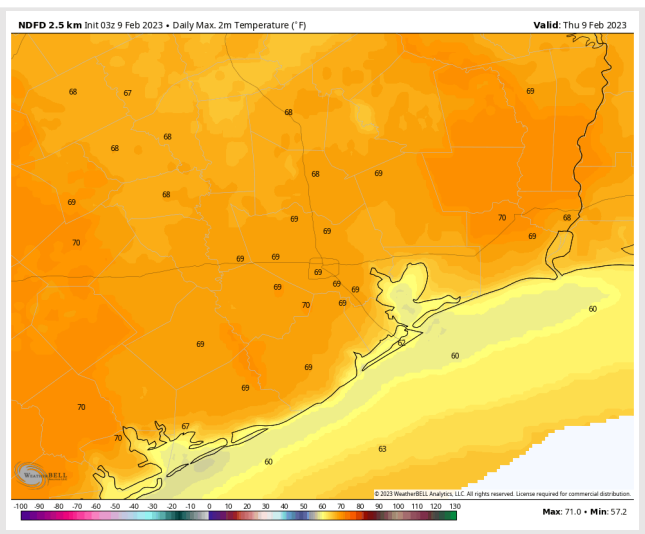 NDFD 2.5 km Init 03z 9 Feb 2023 • Daily Max. 2m Temperature (°F) Valid: Thu 9 Feb 2023
68 67 69
68
68
68
68 69
68
69
69 70 68
69 69
70
69 69
69
69 69 69
70 69
60
62
69
60
69
69
70
67
70
63
60
WeatherBELL
© 2023 WeatherBELL Analytics, LLC. All rights reserved. License required for commercial distribution.
-100 -90 -80 -70 -60 -50 -40 -30 -20 -10 0 10 20 30 40 50 60 70 80 90 100 110 120 130
Max: 71.0 • Min: 57.2